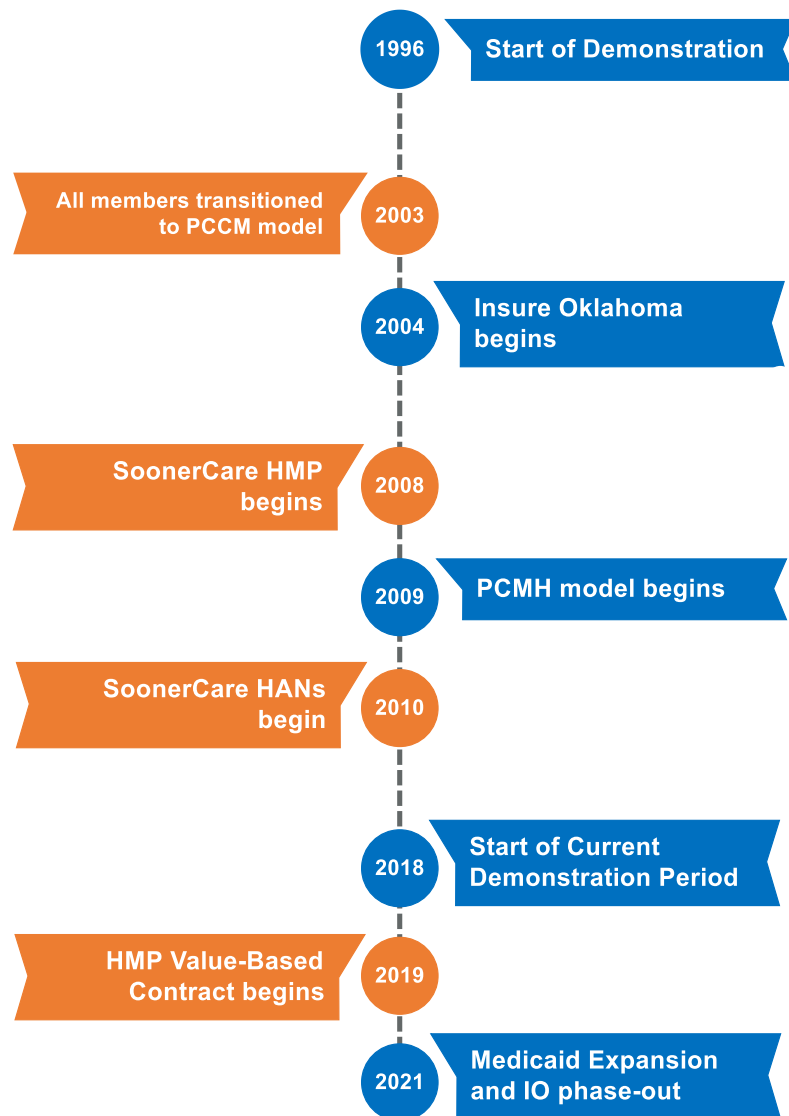 1996
Start of Demonstration
All members transitioned
to PCCM model
2003
2004
Insure Oklahoma
begins
SoonerCare HMP
begins
2008
2009
PCMH model begins
SoonerCare HANs
begin
2010
2018
Start of Current
Demonstration Period
HMP Value-Based
Contract begins
2019
2021
Medicaid Expansion
and IO phase-out